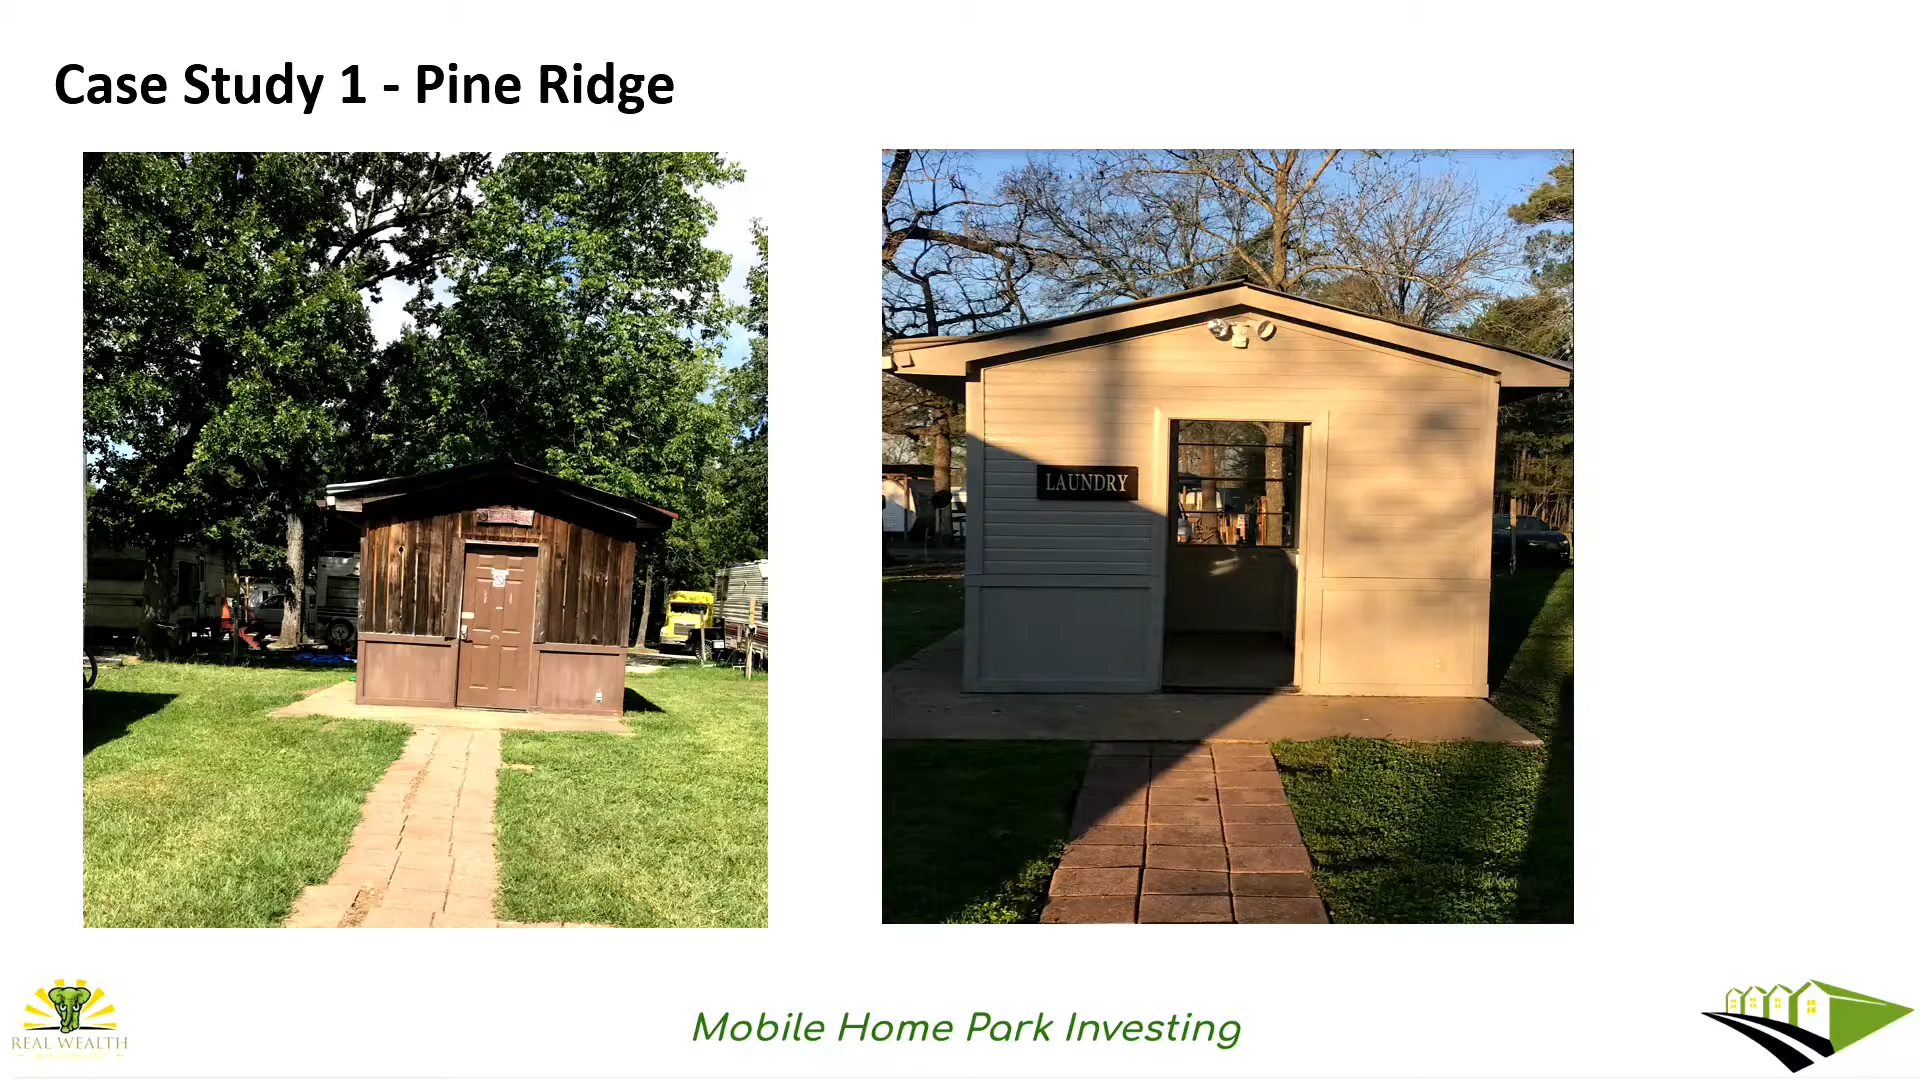 Case Study 1 - Pine Ridge
LAUNDRY
REAL WEALTH
Mobile Home Park Investing